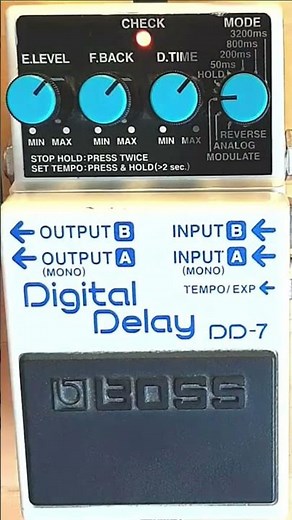 CHECK
MODE
3200ms
800ms
200ms
50ms
HOLD
E.LEVEL
F.BACK
D.TIME
MIN MAX
MIN MAX
MIN MAX
REVERSE
ANALOG
MODULATE
STOP HOLD:PRESS TWICE
SET TEMPO:PRESS & HOLD(>2 sec.)
OUTPUT B
INPUT B
OUTPUT A
(MONO)
INPUT A
(MONO)
TEMPO/EXP
Digital
Delay
DD-7
BOSS